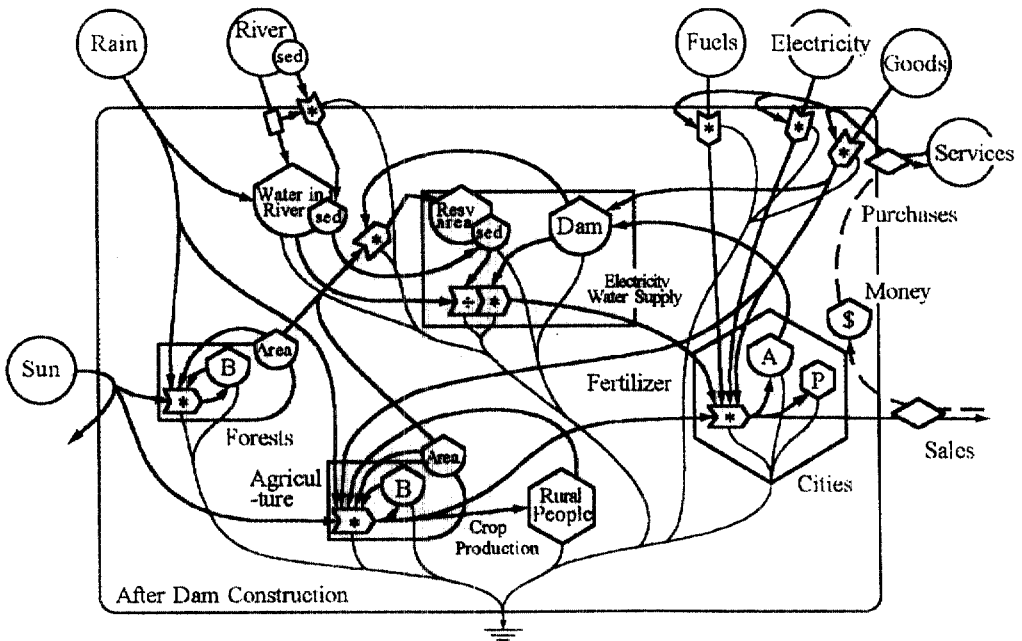 Rain
River
sed
Fuels
Electricity
Goods
Services
*
*
*
*
Water in
River
sed
*
Resv
area
sed
Dam
Purchases
Electricity
Water Supply
÷
*
Money
$
Sun
Area
B
*
Forests
Fertilizer
A
P
*
Cities
Sales
Agricul
-ture
Area
B
*
Crop
Production
Rural
People
After Dam Construction